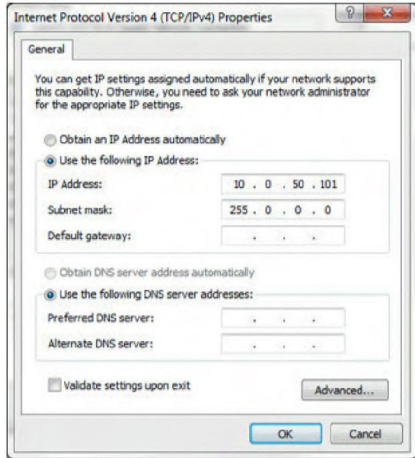 Internet Protocol Version 4 (TCP/IPv4) Properties
General
You can get IP settings assigned automatically if your network supports
this capability. Otherwise, you need to ask your network administrator
for the appropriate IP settings.
Obtain an IP Address automatically
Use the following IP Address:
IP Address: 10 . 0 . 50 . 101
Subnet mask: 255 . 0 . 0 . 0
Default gateway: . . .
Obtain DNS server address automatically
Use the following DNS server addresses:
Preferred DNS server: . . .
Alternate DNS server: . . .
Validate settings upon exit
Advanced...
OK Cancel